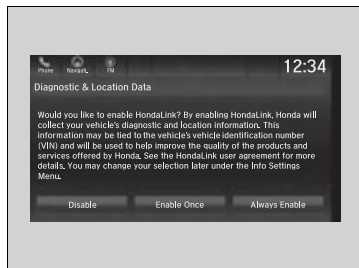 12:34
Phone Navigati.. FM
Diagnostic & Location
Data
Would you like to enable HondaLink? By enabling HondaLink, Honda will
collect your vehicle's diagnostic and location information. This
information may be tied to the vehicle's vehicle identification number
(VIN) and will be used to help improve the quality of the products and
services offered by Honda. See the HondaLink user agreement for more
details. You may change your selection later under the Info Settings
Menu.
Disable Enable Once Always Enable